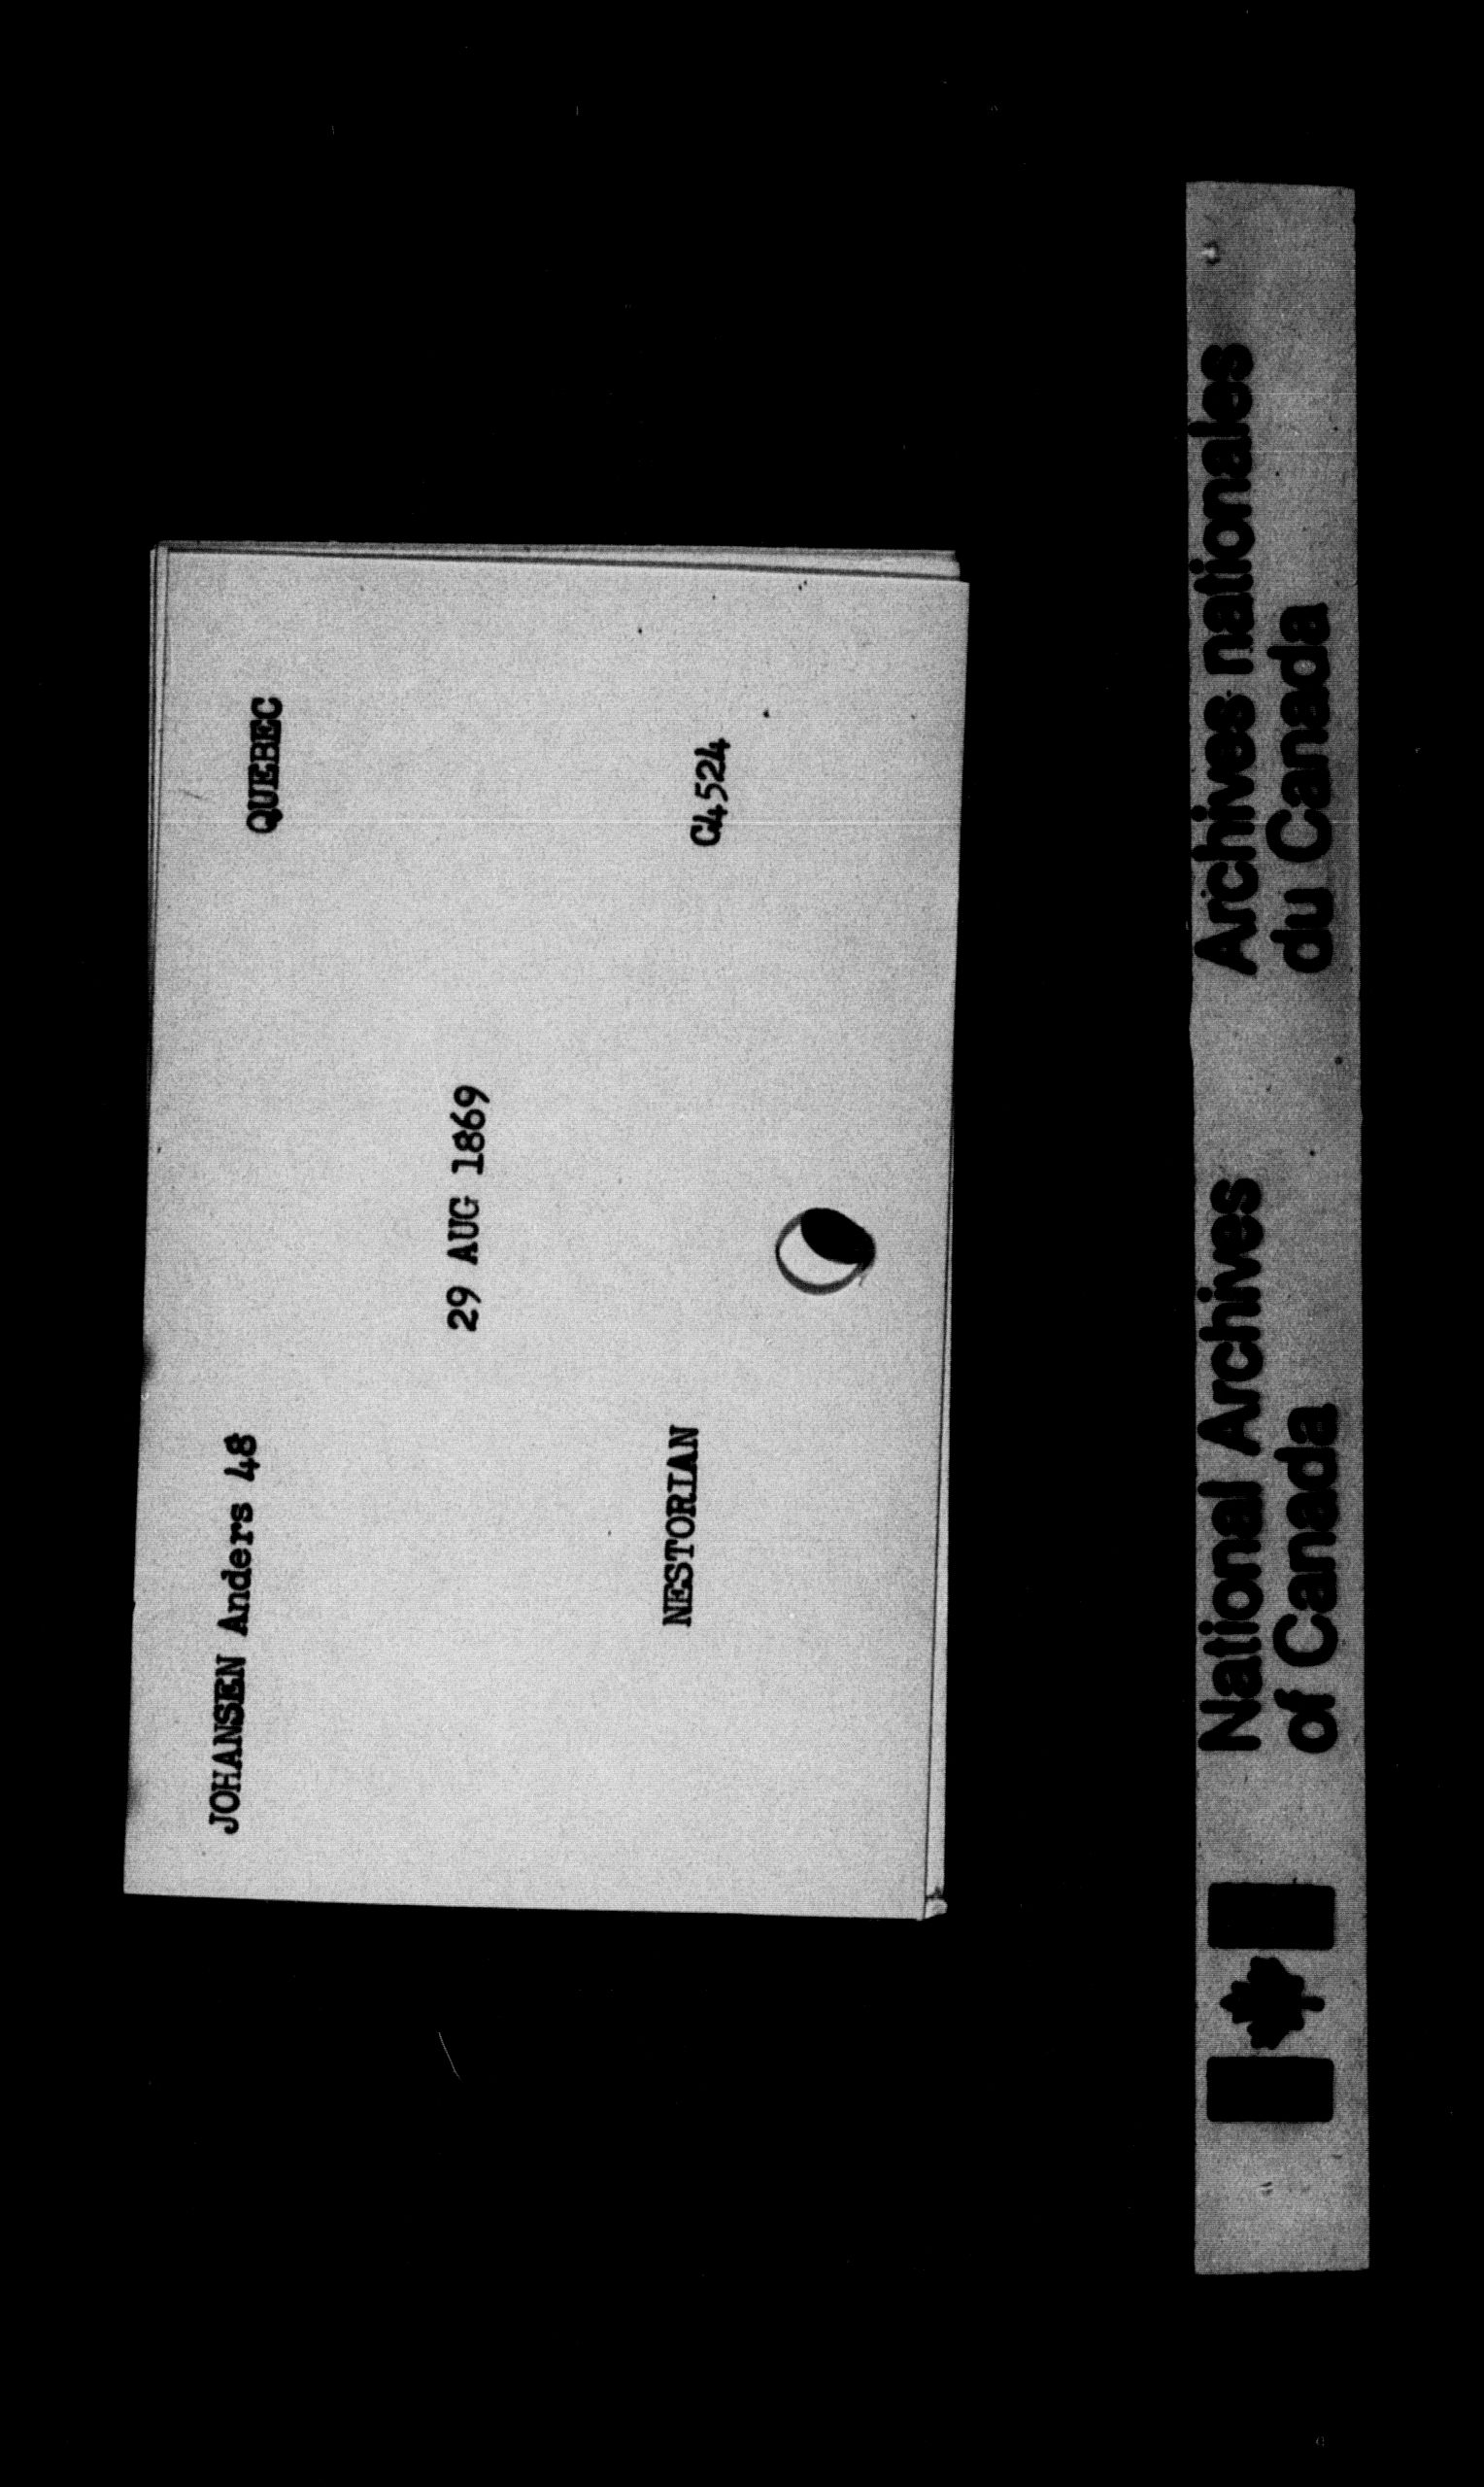 JOHANSEN Anders 48 QUEBEC
29 AUG 1869
NESTORIAN C4524
National Archives
of Canada
Archives nationales
du Canada